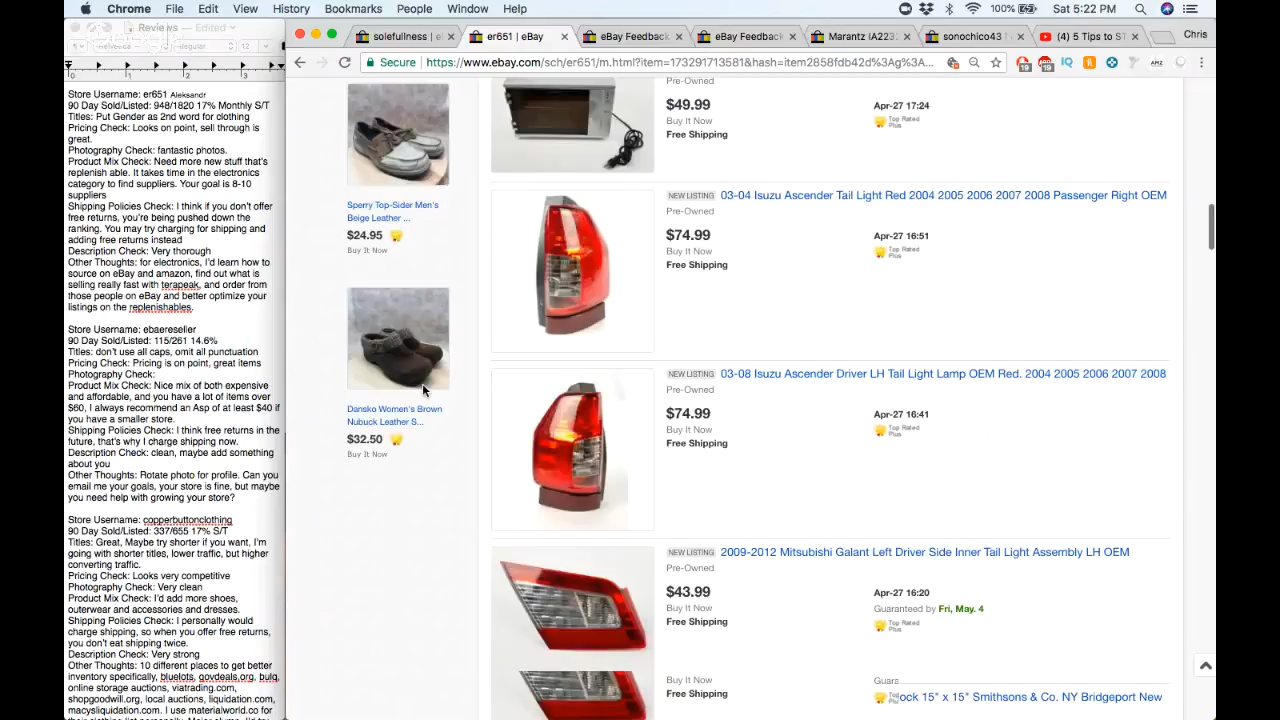 Chrome File Edit View History Bookmarks People Window Help 100% Sat 5:22 PM
Reviews — Edited
Helvetica Regular 12
0 1 2 3
solefulness | e
er651 | eBay
eBay Feedback
eBay Feedback
Marantz IA223
sonochico43
(4) 5 Tips to S
Chris
Secure https://www.ebay.com/sch/er651/m.html?item=173291713581&hash=item2858fdb42d%3Ag%3A... 19 19 IQ AMZ
Store Username: er651 Aleksandr
90 Day Sold/Listed: 948/1820 17% Monthly S/T
Titles: Put Gender as 2nd word for clothing
Pricing Check: Looks on point, sell through is
great.
Photography Check: fantastic photos.
Product Mix Check: Need more new stuff that's
replenish able. It takes time in the electronics
category to find suppliers. Your goal is 8-10
suppliers
Shipping Policies Check: I think if you don't offer
free returns, you're being pushed down the
ranking. You may try charging for shipping and
adding free returns instead
Description Check: Very thorough
Other Thoughts: for electronics, I'd learn how to
source on eBay and amazon, find out what is
selling really fast with terapeak, and order from
those people on eBay and better optimize your
listings on the replenishables.
Store Username: ebaereseller
90 Day Sold/Listed: 115/261 14.6%
Titles: don't use all caps, omit all punctuation
Pricing Check: Pricing is on point, great items
Photography Check:
Product Mix Check: Nice mix of both expensive
and affordable, and you have a lot of items over
$60, I always recommend an Asp of at least $40 if
you have a smaller store.
Shipping Policies Check: I think free returns in the
future, that's why I charge shipping now.
Description Check: clean, maybe add something
about you
Other Thoughts: Rotate photo for profile. Can you
email me your goals, your store is fine, but maybe
you need help with growing your store?
Store Username: copperbuttonclothing
90 Day Sold/Listed: 337/655 17% S/T
Titles: Great, Maybe try shorter if you want, I'm
going with shorter titles, lower traffic, but higher
converting traffic.
Pricing Check: Looks very competitive
Photography Check: Very clean
Product Mix Check: I'd add more shoes,
outerwear and accessories and dresses.
Shipping Policies Check: I personally would
charge shipping, so when you offer free returns,
you don't eat shipping twice.
Description Check: Very strong
Other Thoughts: 10 different places to get better
inventory specifically, bluelots, govdeals.org, bulq,
online storage auctions, viatrading.com,
shopgoodwill.org, local auctions, liquidation.com,
macysliquidation.com. I use materialworld.co for
Sperry Top-Sider Men's
Beige Leather ...
$24.95
Buy It Now
Dansko Women's Brown
Nubuck Leather S...
$32.50
Buy It Now
Pre-Owned
$49.99 Apr-27 17:24
Buy It Now Top Rated Plus
Free Shipping
NEW LISTING 03-04 Isuzu Ascender Tail Light Red 2004 2005 2006 2007 2008 Passenger Right OEM
Pre-Owned
$74.99 Apr-27 16:51
Buy It Now Top Rated Plus
Free Shipping
NEW LISTING 03-08 Isuzu Ascender Driver LH Tail Light Lamp OEM Red. 2004 2005 2006 2007 2008
Pre-Owned
$74.99 Apr-27 16:41
Buy It Now Top Rated Plus
Free Shipping
NEW LISTING 2009-2012 Mitsubishi Galant Left Driver Side Inner Tail Light Assembly LH OEM
Pre-Owned
$43.99 Apr-27 16:20
Buy It Now Guaranteed by Fri, May. 4
Free Shipping Top Rated Plus
Buy It Now Guara
Free Shipping ock 15" x 15" Smithsons & Co. NY Bridgeport New